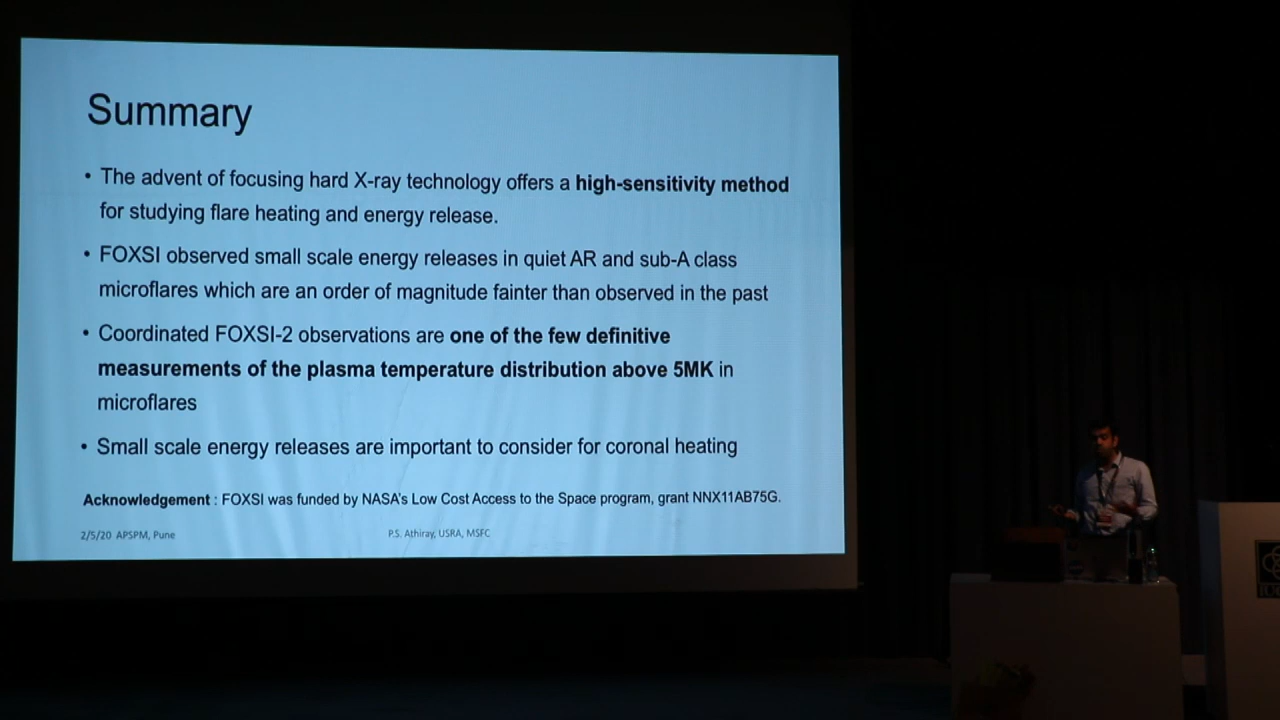 Summary
• The advent of focusing hard X-ray technology offers a high-sensitivity method
for studying flare heating and energy release.
• FOXSI observed small scale energy releases in quiet AR and sub-A class
microflares which are an order of magnitude fainter than observed in the past
• Coordinated FOXSI-2 observations are one of the few definitive
measurements of the plasma temperature distribution above 5MK in
microflares
• Small scale energy releases are important to consider for coronal heating
Acknowledgement : FOXSI was funded by NASA's Low Cost Access to the Space program, grant NNX11AB75G.
2/5/20 APSPM, Pune
P.S. Athiray, USRA, MSFC